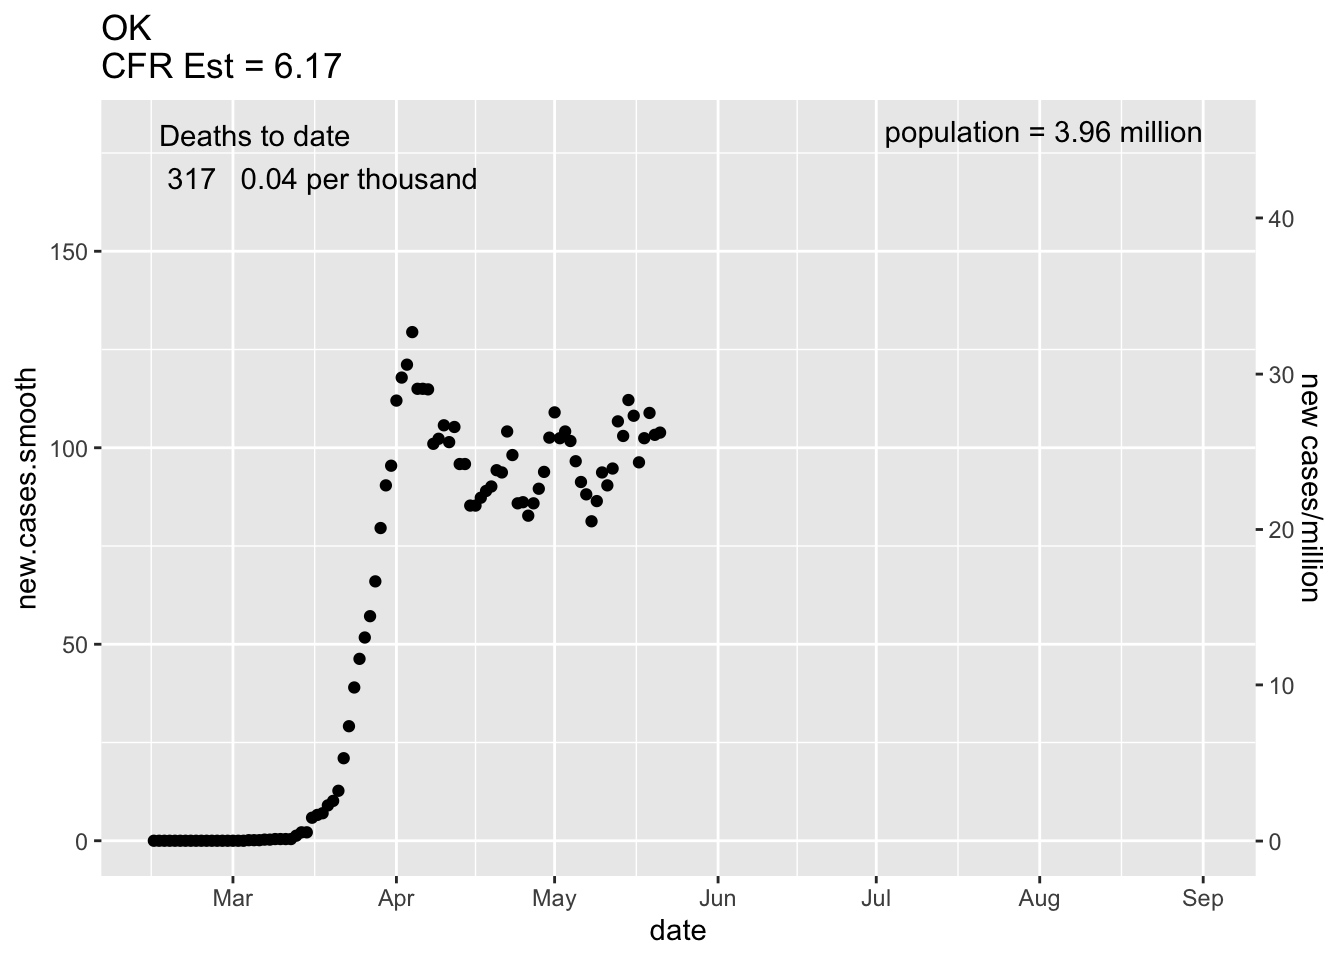 OK
CFR Est = 6.17
Deaths to date
317 0.04 per thousand
population = 3.96 million
new.cases.smooth
150
100
50
0
40
30
20
10
0
new cases/million
Mar Apr May Jun Jul Aug Sep
date